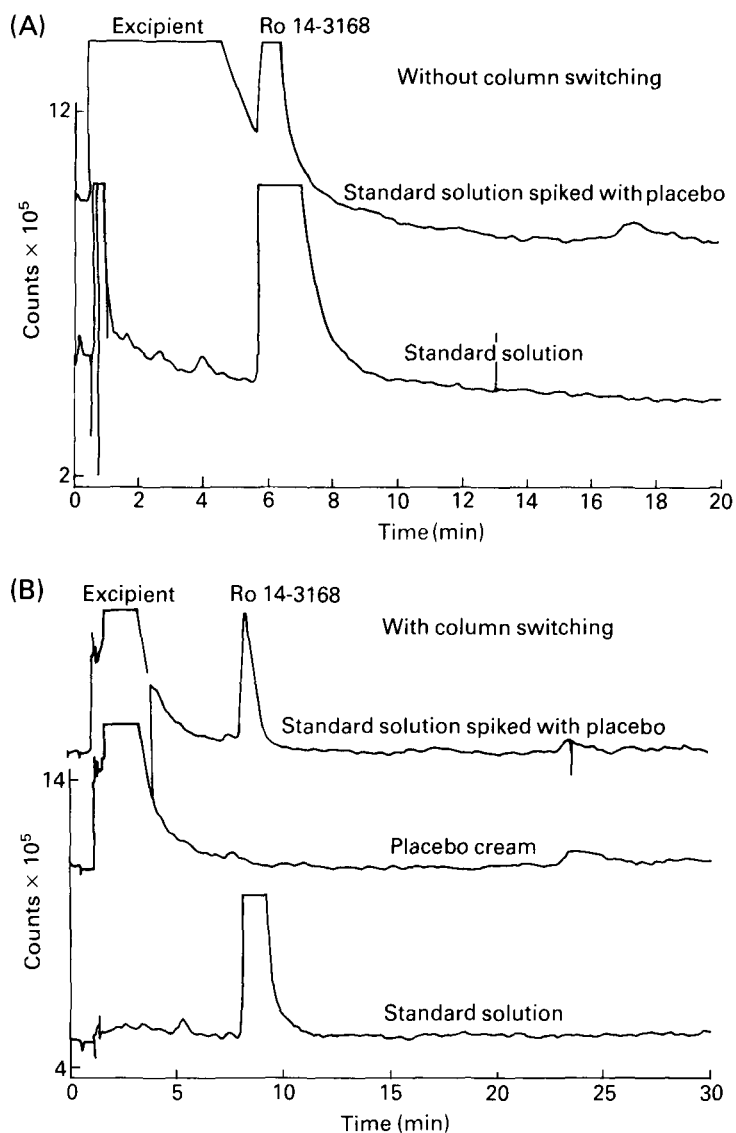 (A)
Excipient Ro 14-3168
Without column switching
12
Standard solution spiked with placebo
Counts × 10⁵
Standard solution
2
0 2 4 6 8 10 12 14 16 18 20
Time (min)
(B)
Excipient Ro 14-3168
With column switching
Standard solution spiked with placebo
14
Placebo cream
Counts × 10⁵
Standard solution
4
0 5 10 15 20 25 30
Time (min)